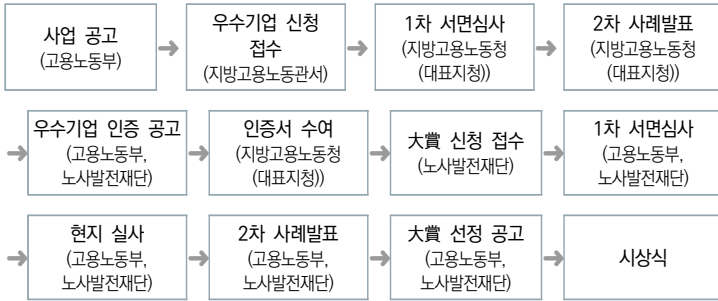 사업 공고
(고용노동부)
우수기업 신청
접수
(지방고용노동관서)
1차 서면심사
(지방고용노동청
(대표지청))
2차 사례발표
(지방고용노동청
(대표지청))
우수기업 인증 공고
(고용노동부,
노사발전재단)
인증서 수여
(지방고용노동청
(대표지청))
大賞 신청 접수
(노사발전재단)
1차 서면심사
(고용노동부,
노사발전재단)
현지 실사
(고용노동부,
노사발전재단)
2차 사례발표
(고용노동부,
노사발전재단)
大賞 선정 공고
(고용노동부,
노사발전재단)
시상식